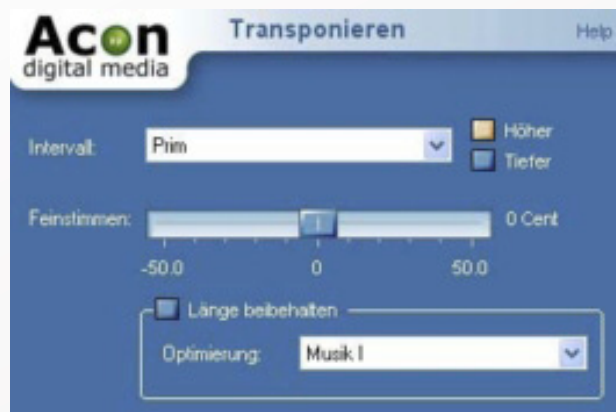 Acon
digital media
Transponieren
Help
Intervall:
Prim
Höher
Tiefer
Feinstimmen:
0 Cent
-50.0 0 50.0
Länge beibehalten
Optimierung:
Musik I